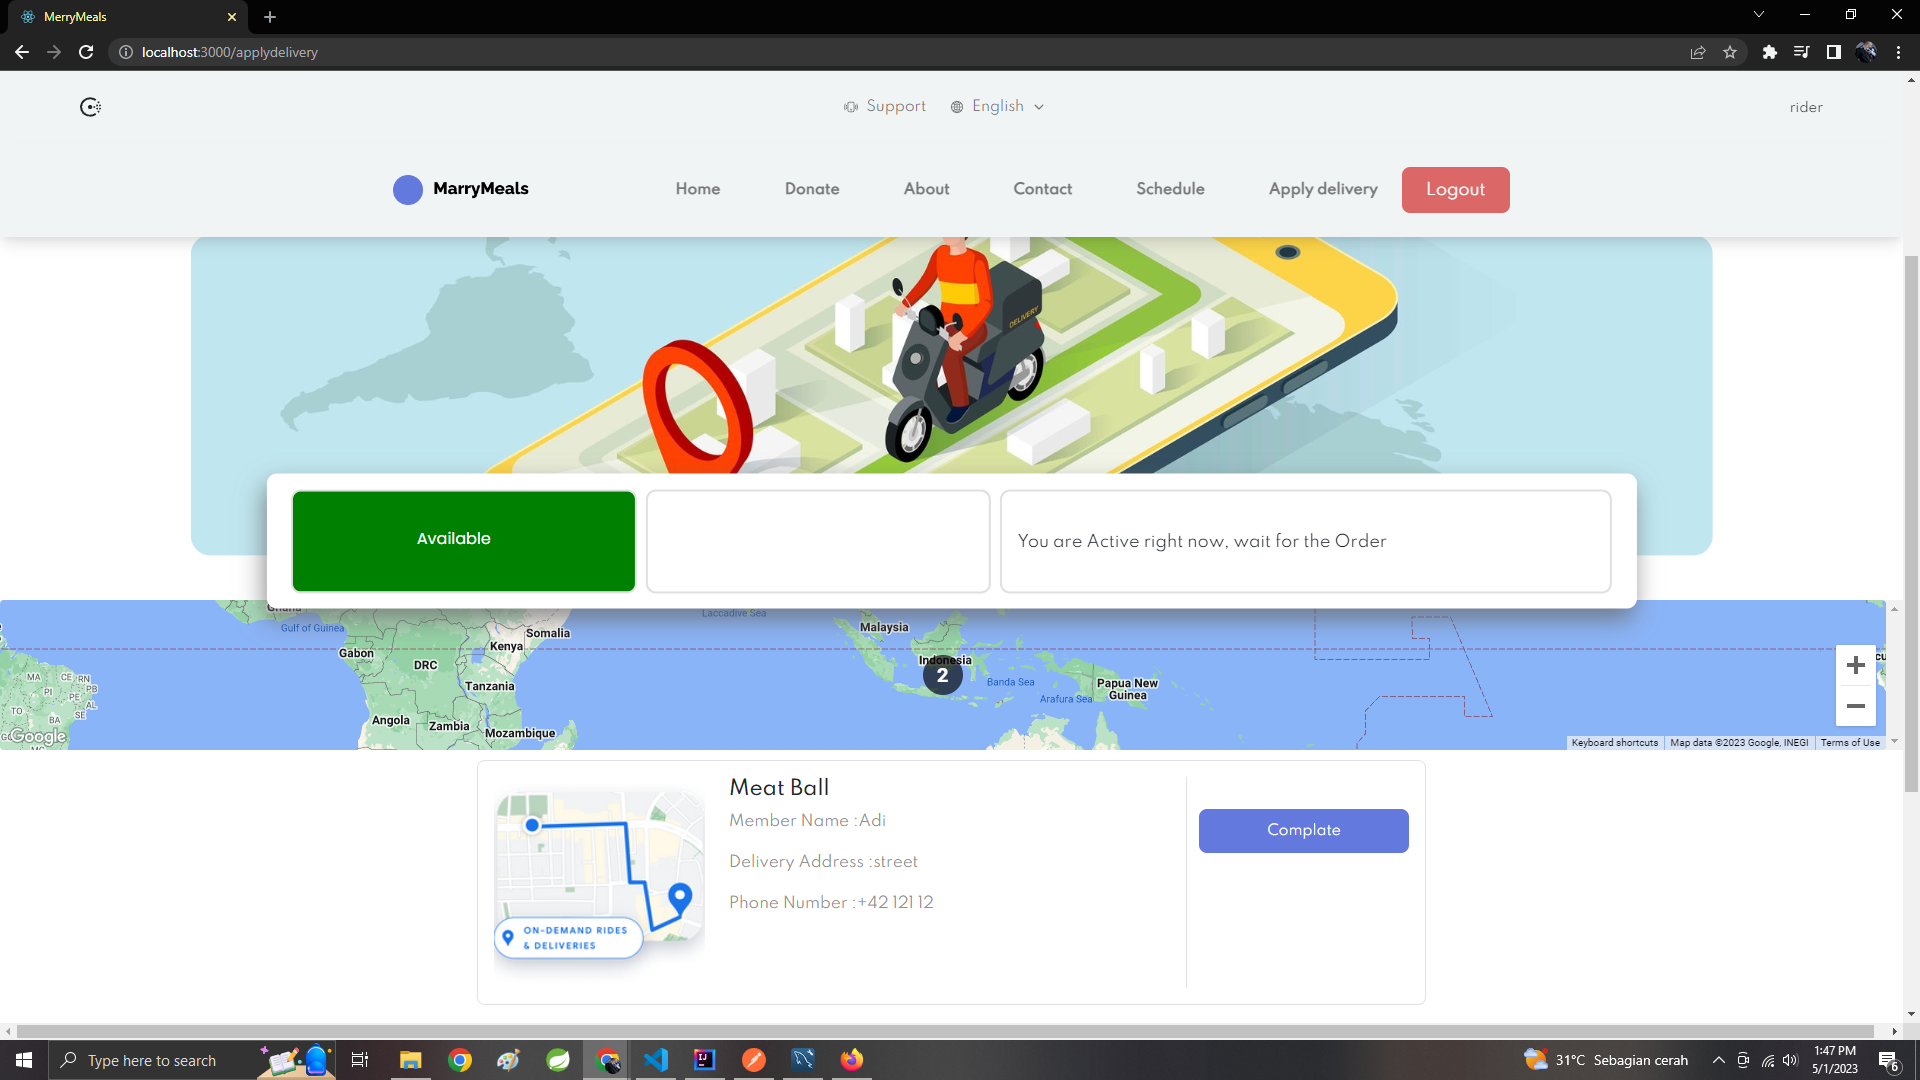 MerryMeals
localhost:3000/applydelivery
Support
English
rider
MarryMeals
Home
Donate
About
Contact
Schedule
Apply delivery
Logout
DELIVERY
Available
You are Active right now, wait for the Order
Ghana
Gulf of Guinea
Gabon
DRC
Kenya
Somalia
Tanzania
Angola
Zambia
Mozambique
Laccadive Sea
Malaysia
Indonesia
2
Banda Sea
Arafura Sea
Papua New
Guinea
MA
CE
RN
PB
PI
PE
AL
TO
SE
BA
Google
Keyboard shortcuts
Map data ©2023 Google, INEGI
Terms of Use
Meat Ball
Member Name :Adi
Delivery Address :street
Phone Number :+42 121 12
Complate
ON-DEMAND RIDES
& DELIVERIES
Type here to search
31°C Sebagian cerah
1:47 PM
5/1/2023
6